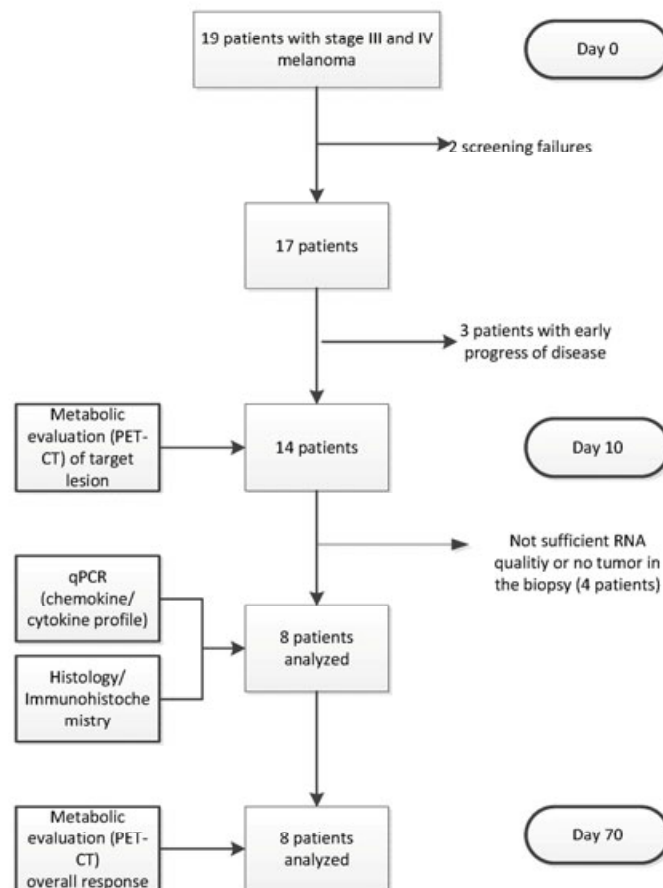 19 patients with stage III and IV
melanoma
Day 0
2 screening failures
17 patients
3 patients with early
progress of disease
Metabolic
evaluation (PET-
CT) of target
lesion
14 patients
Day 10
Not sufficient RNA
qualitiy or no tumor in
the biopsy (4 patients)
qPCR
(chemokine/
cytokine profile)
8 patients
analyzed
Histology/
Immunohistoche
mistry
Metabolic
evaluation (PET-
CT)
overall response
8 patients
analyzed
Day 70